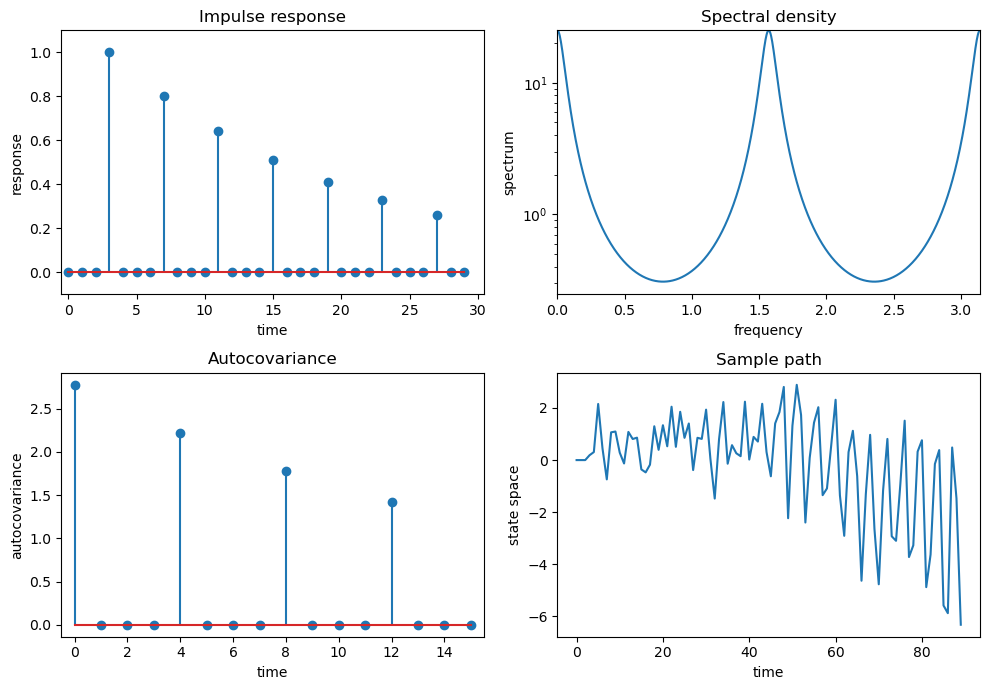 Impulse response
1.0
0.8
0.6
0.4
0.2
0.0
response
0 5 10 15 20 25 30
time
Spectral density
10¹
10⁰
spectrum
0.0 0.5 1.0 1.5 2.0 2.5 3.0
frequency
Autocovariance
2.5
2.0
1.5
1.0
0.5
0.0
autocovariance
0 2 4 6 8 10 12 14
time
Sample path
2
0
−2
−4
−6
state space
0 20 40 60 80
time